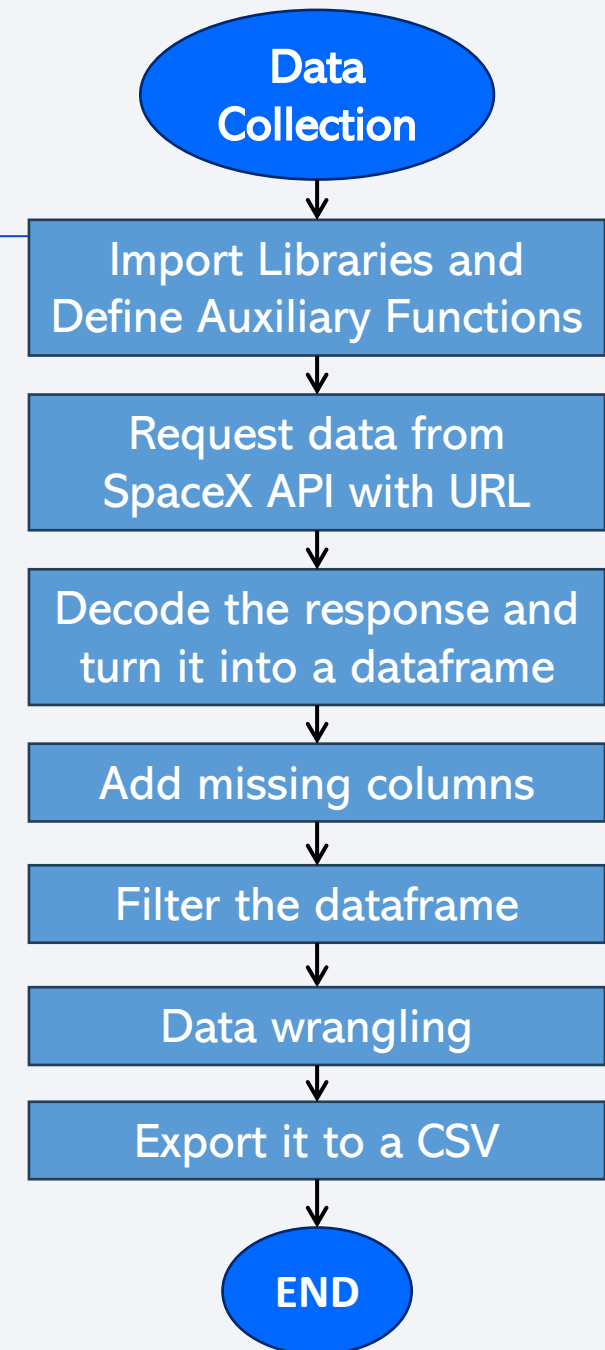 Data
Collection
Import Libraries and
Define Auxiliary Functions
Request data from
SpaceX API with URL
Decode the response and
turn it into a dataframe
Add missing columns
Filter the dataframe
Data wrangling
Export it to a CSV
END